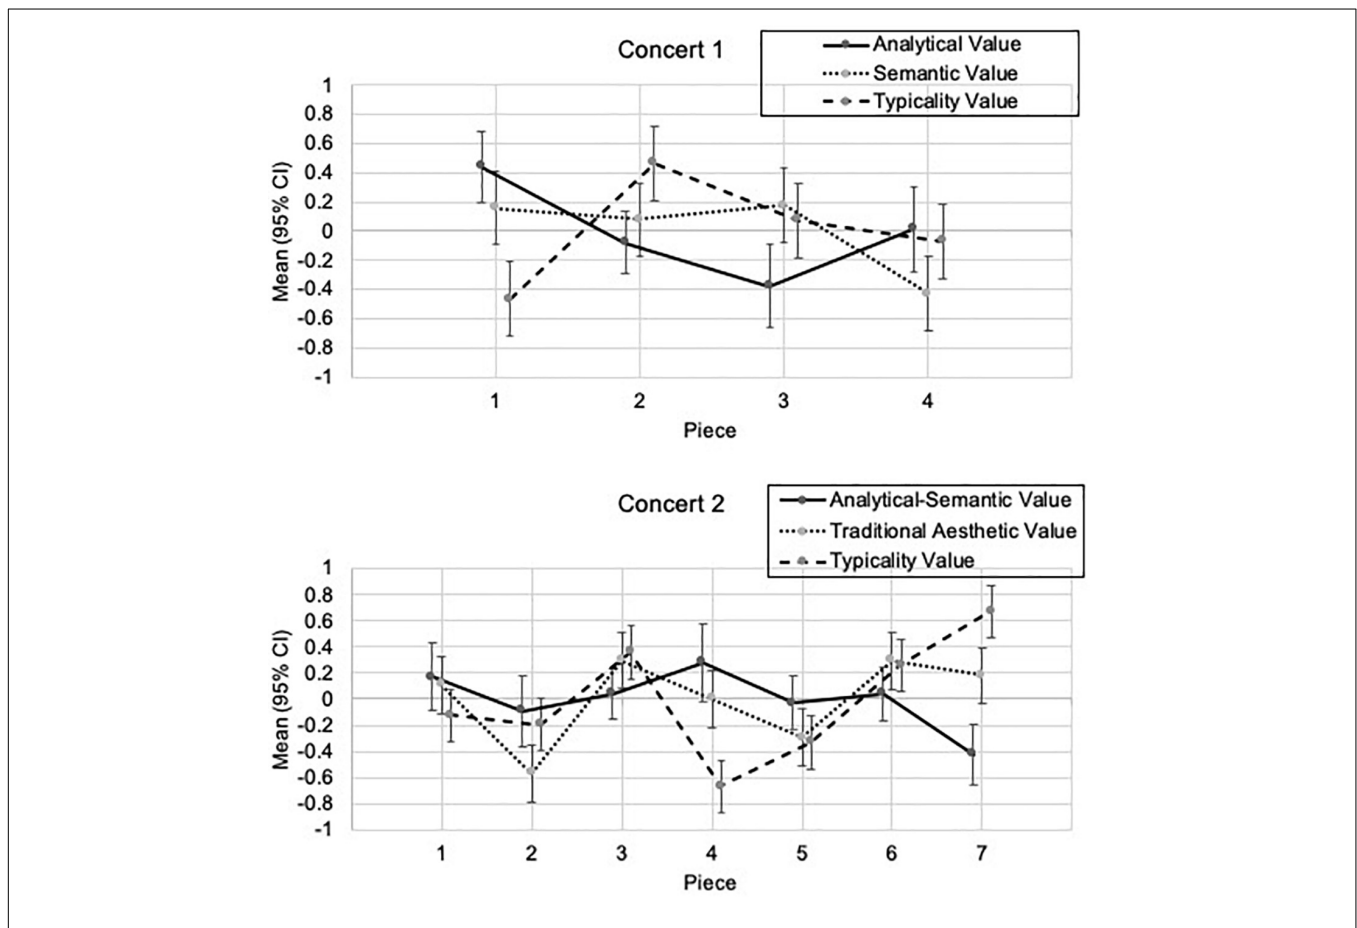 Concert 1
Analytical Value
Semantic Value
Typicality Value
Mean (95% CI)
1
0.8
0.6
0.4
0.2
0
-0.2
-0.4
-0.6
-0.8
-1
1 2 3 4
Piece
Concert 2
Analytical-Semantic Value
Traditional Aesthetic Value
Typicality Value
Mean (95% CI)
1
0.8
0.6
0.4
0.2
0
-0.2
-0.4
-0.6
-0.8
-1
1 2 3 4 5 6 7
Piece